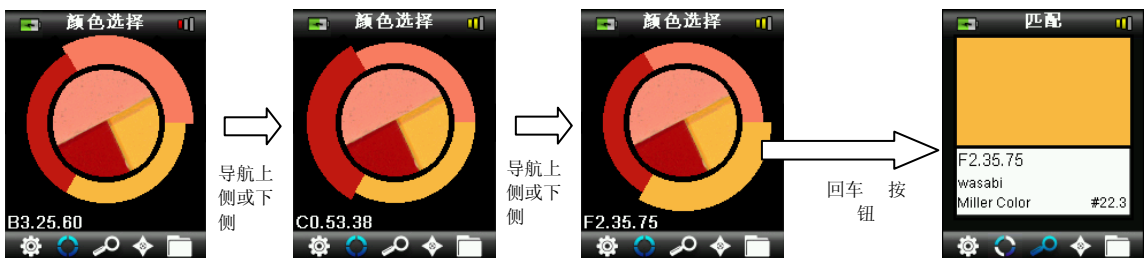 颜色选择
B3.25.60
导航上
侧或下
侧
颜色选择
C0.53.38
导航上
侧或下
侧
颜色选择
F2.35.75
回车 按
钮
匹配
F2.35.75
wasabi
Miller Color #22.3